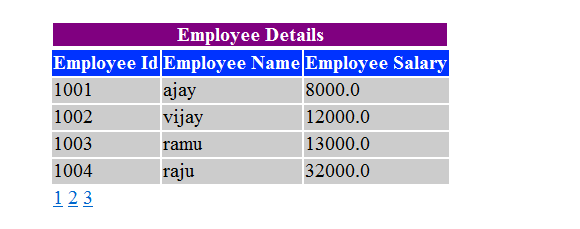 Employee Details
Employee Id Employee Name Employee Salary
1001 ajay 8000.0
1002 vijay 12000.0
1003 ramu 13000.0
1004 raju 32000.0
1 2 3